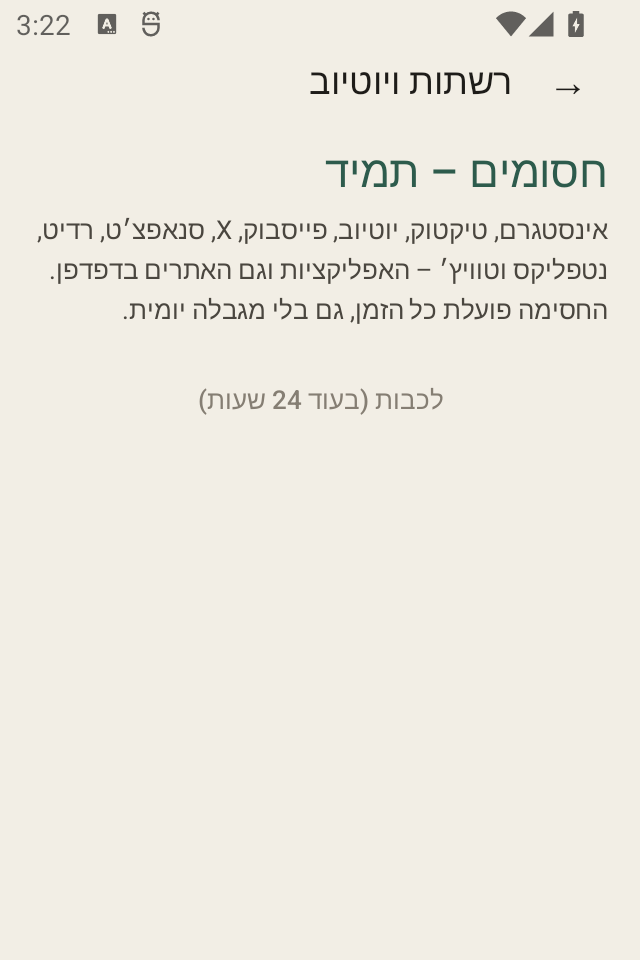 3:22
→ רשתות ויוטיוב
חסומים – תמיד
אינסטגרם, טיקטוק, יוטיוב, פייסבוק, X, סנאפצ׳ט, רדיט,
נטפליקס וטוויץ׳ – האפליקציות וגם האתרים בדפדפן.
החסימה פועלת כל הזמן, גם בלי מגבלה יומית.
לכבות (בעוד 24 שעות)